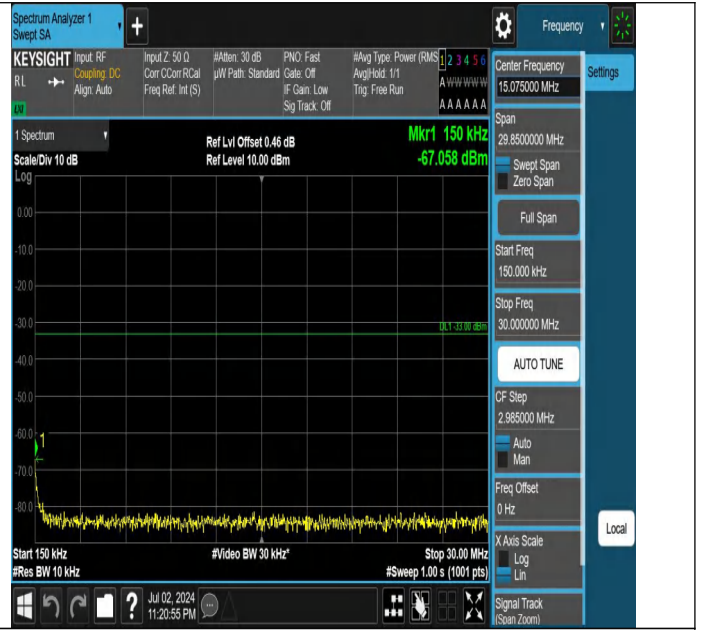 Spectrum Analyzer 1
Swept SA
+
Frequency
KEYSIGHT
Input: RF
Coupling: DC
Align: Auto
Input Z: 50 Ω
Corr CCorr RCal
Freq Ref: Int (S)
#Atten: 30 dB
µW Path: Standard
PNO: Fast
Gate: Off
IF Gain: Low
Sig Track: Off
#Avg Type: Power (RMS
Avg|Hold: 1/1
Trig: Free Run
1 2 3 4 5 6
A W W W W W
A A A A A A
R L
LXI
1 Spectrum
Scale/Div 10 dB
Log
Ref Lvl Offset 0.46 dB
Ref Level 10.00 dBm
Mkr1 150 kHz
-67.058 dBm
0.00
-10.0
-20.0
-30.0
DL1 -33.00 dBm
-40.0
-50.0
-60.0
1
-70.0
-80.0
Start 150 kHz
#Res BW 10 kHz
#Video BW 30 kHz*
Stop 30.00 MHz
#Sweep 1.00 s (1001 pts)
?
Jul 02, 2024
11:20:55 PM
Center Frequency
15.075000 MHz
Settings
Span
29.8500000 MHz
Swept Span
Zero Span
Full Span
Start Freq
150.000 kHz
Stop Freq
30.000000 MHz
AUTO TUNE
CF Step
2.985000 MHz
Auto
Man
Freq Offset
0 Hz
X Axis Scale
Log
Lin
Signal Track
(Span Zoom)
Local